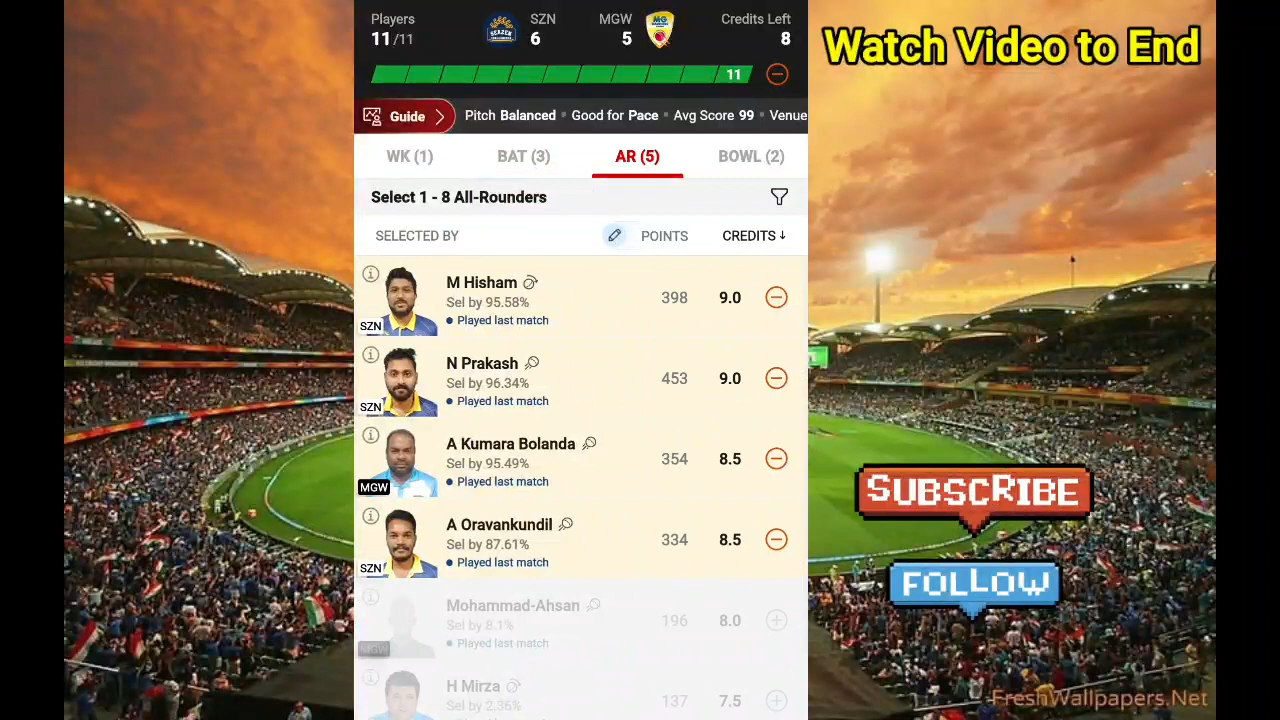 Players
11/11
SZN
6
MGW
5
Credits Left
8
11
Watch Video to End
Guide
Pitch Balanced
Good for Pace
Avg Score 99
Venue
WK (1)
BAT (3)
AR (5)
BOWL (2)
Select 1 - 8 All-Rounders
SELECTED BY
POINTS
CREDITS↓
M Hisham
Sel by 95.58%
Played last match
SZN
398
9.0
N Prakash
Sel by 96.34%
Played last match
SZN
453
9.0
A Kumara Bolanda
Sel by 95.49%
Played last match
MGW
354
8.5
A Oravankundil
Sel by 87.61%
Played last match
SZN
334
8.5
Mohammad-Ahsan
Sel by 8.1%
Played last match
MGW
196
8.0
H Mirza
Sel by 2.36%
137
7.5
SUBSCRIBE
FOLLOW
FreshWallpapers.Net